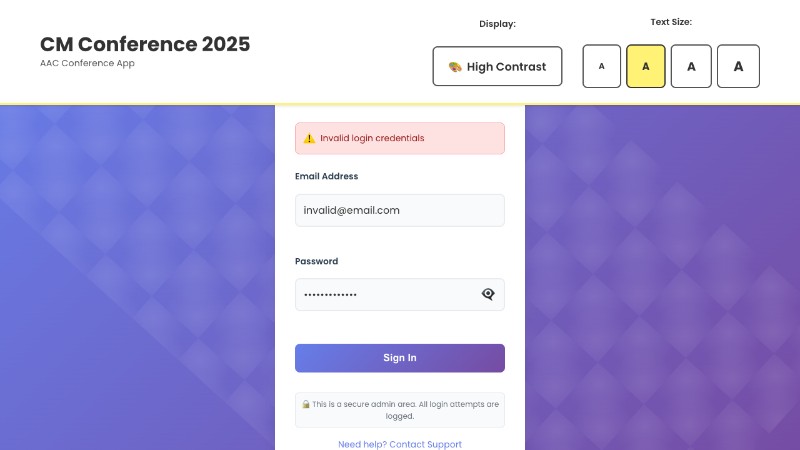 CM Conference 2025
AAC Conference App
Display:
🎨 High Contrast
Text Size:
A
A
A
A
⚠️ Invalid login credentials
Email Address
invalid@email.com
Password
•••••••••••••
Sign In
🔒 This is a secure admin area. All login attempts are
logged.
Need help? Contact Support